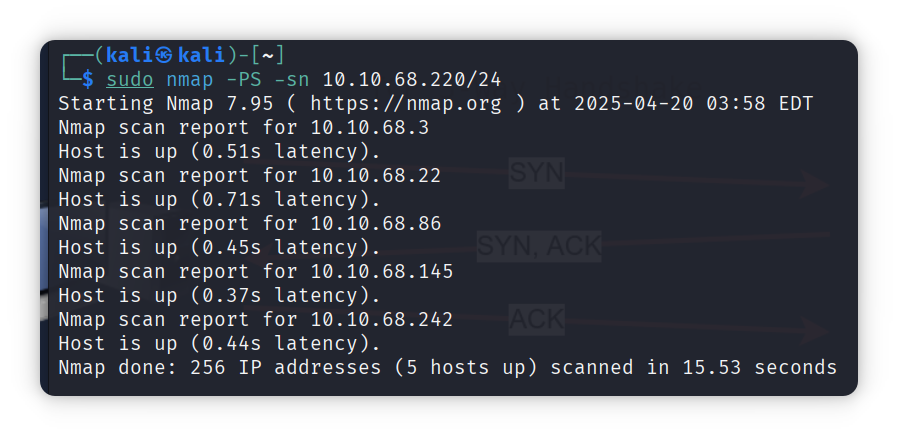 ┌──(kali㉿kali)-[~]
└─$ sudo nmap -PS -sn 10.10.68.220/24
Starting Nmap 7.95 ( https://nmap.org ) at 2025-04-20 03:58 EDT
Nmap scan report for 10.10.68.3
Host is up (0.51s latency).
Nmap scan report for 10.10.68.22
Host is up (0.71s latency).
Nmap scan report for 10.10.68.86
Host is up (0.45s latency).
Nmap scan report for 10.10.68.145
Host is up (0.37s latency).
Nmap scan report for 10.10.68.242
Host is up (0.44s latency).
Nmap done: 256 IP addresses (5 hosts up) scanned in 15.53 seconds
SYN
SYN, ACK
ACK